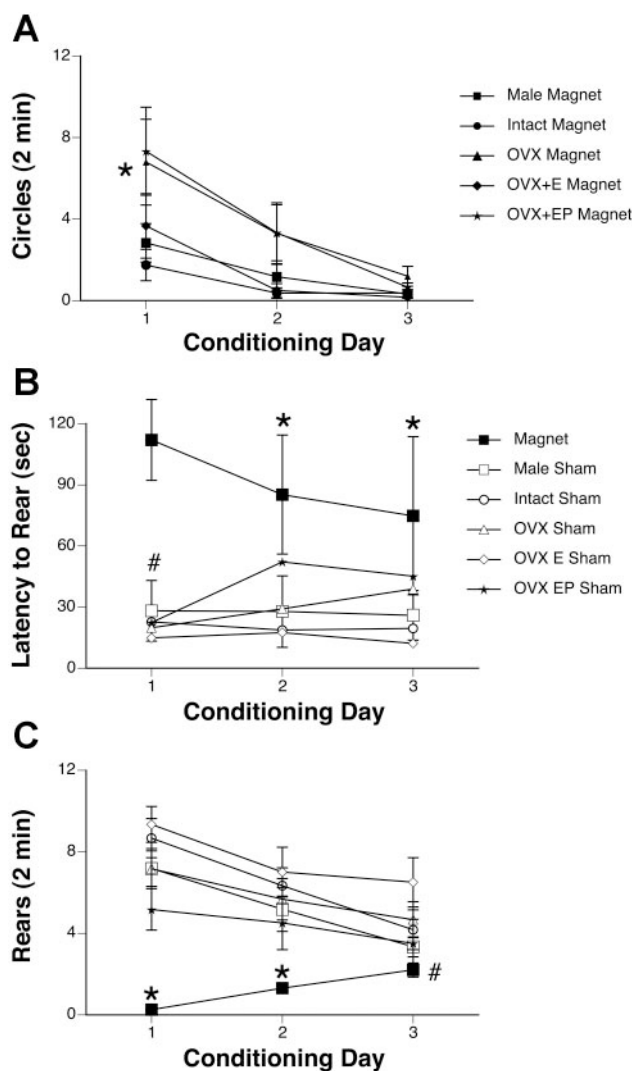 A
Circles (2 min)
12
8
4
0
*
1 2 3
Conditioning Day
Male Magnet
Intact Magnet
OVX Magnet
OVX+E Magnet
OVX+EP Magnet
B
Latency to Rear (sec)
120
90
60
30
0
* *
#
1 2 3
Conditioning Day
Magnet
Male Sham
Intact Sham
OVX Sham
OVX E Sham
OVX EP Sham
C
Rears (2 min)
12
8
4
0
* * #
1 2 3
Conditioning Day